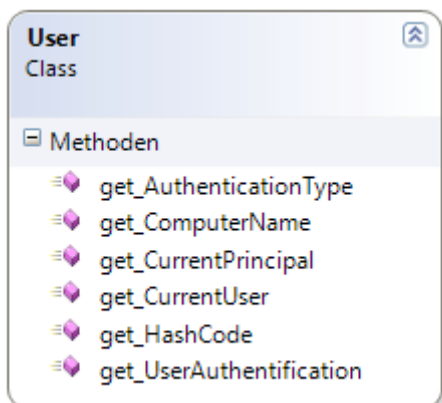 User
Class
Methoden
get_AuthenticationType
get_ComputerName
get_CurrentPrincipal
get_CurrentUser
get_HashCode
get_UserAuthentification